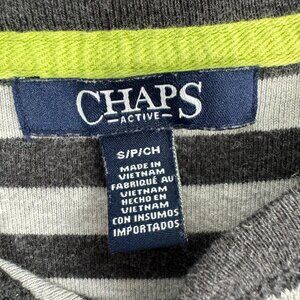 CHAPS
ACTIVE
S/P/CH
MADE IN
VIETNAM
FABRIQUÉ AU
VIETNAM
HECHO EN
VIETNAM
CON INSUMOS
IMPORTADOS